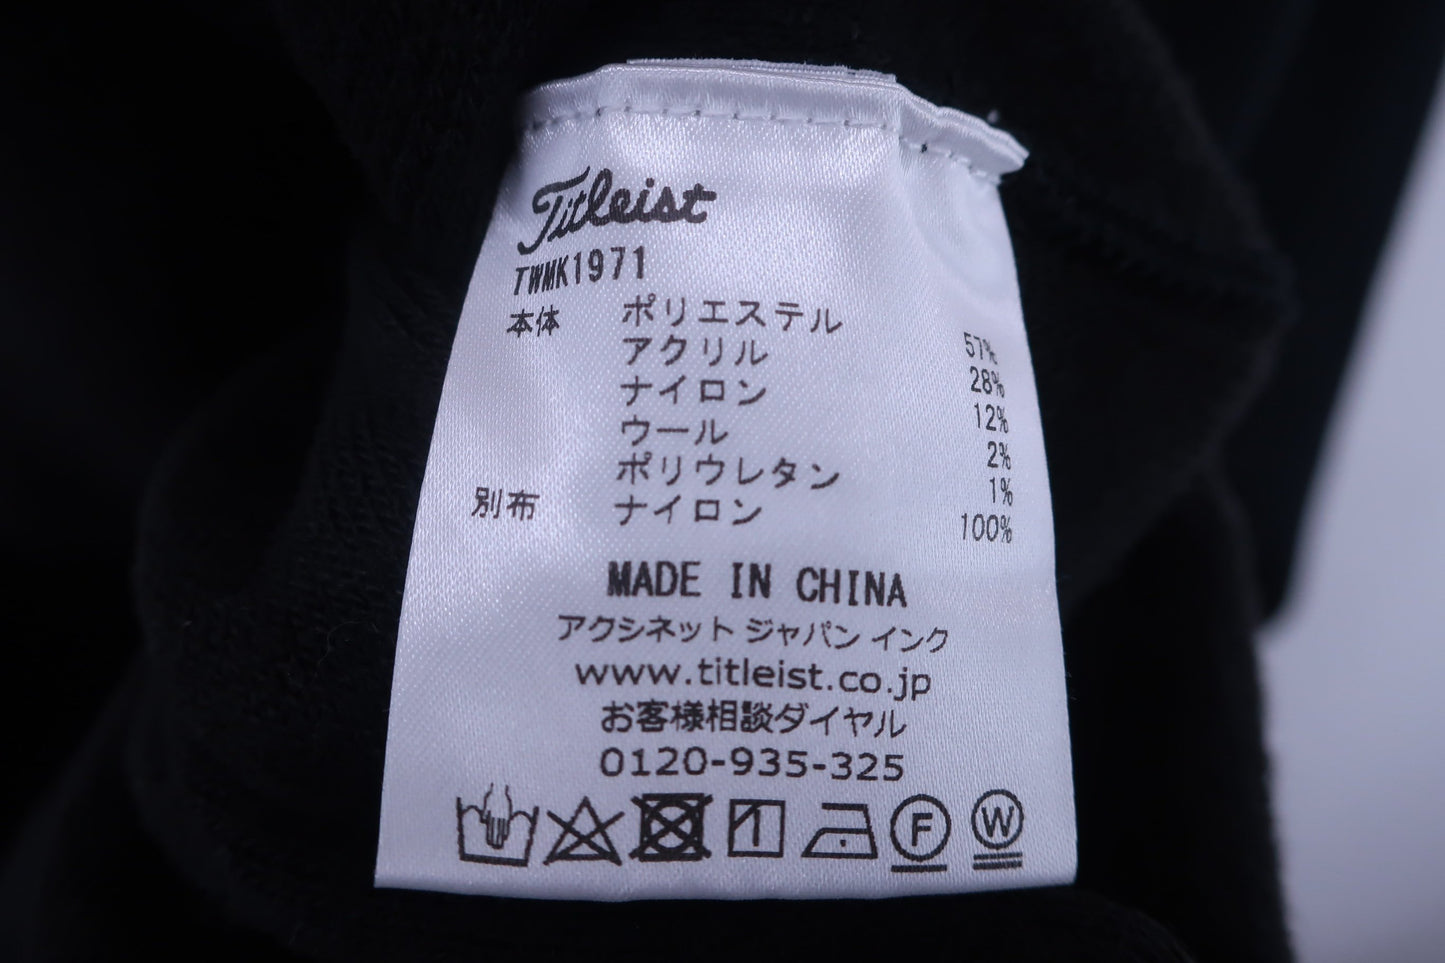 Titleist
TWMK1971
本体 ポリエステル 57%
アクリル 28%
ナイロン 12%
ウール 2%
ポリウレタン 1%
別布 ナイロン 100%
MADE IN CHINA
アクシネット ジャパン インク
www.titleist.co.jp
お客様相談ダイヤル
0120-935-325
F W